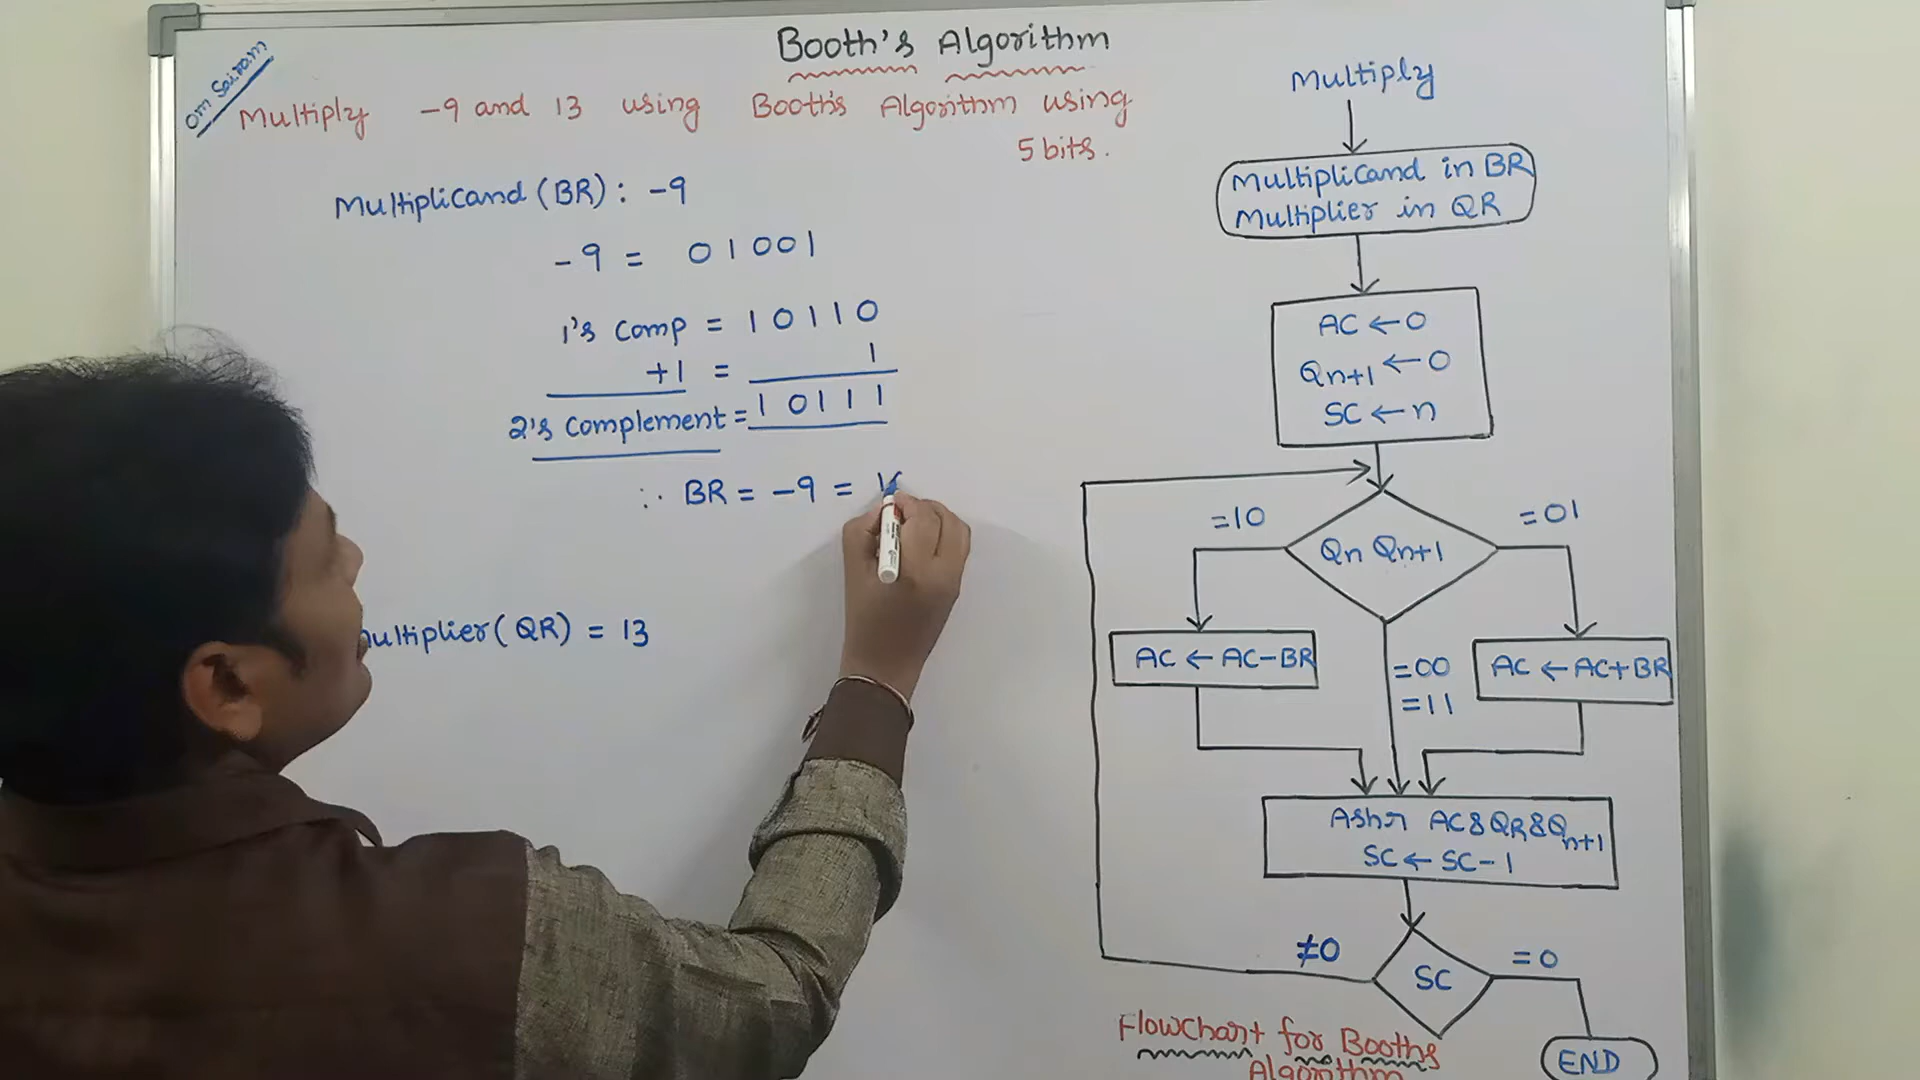 Booth's Algorithm
Om Sairam
Multiply -9 and 13 using Booth's Algorithm using
5 bits.
Multiplicand (BR) : -9
-9 = 01001
1's Comp = 10110
+1 = 1
2's Complement = 10111
∴ BR = -9 = 1
Multiplier (QR) = 13
Multiply
Multiplicand in BR
Multiplier in QR
AC ← 0
Qn+1 ← 0
SC ← n
=10
Qn Qn+1
=01
AC ← AC-BR
=00
=11
AC ← AC+BR
Ashr AC&QR&Qn+1
SC ← SC-1
≠0
SC
=0
END
Flowchart for Booths
Algorithm